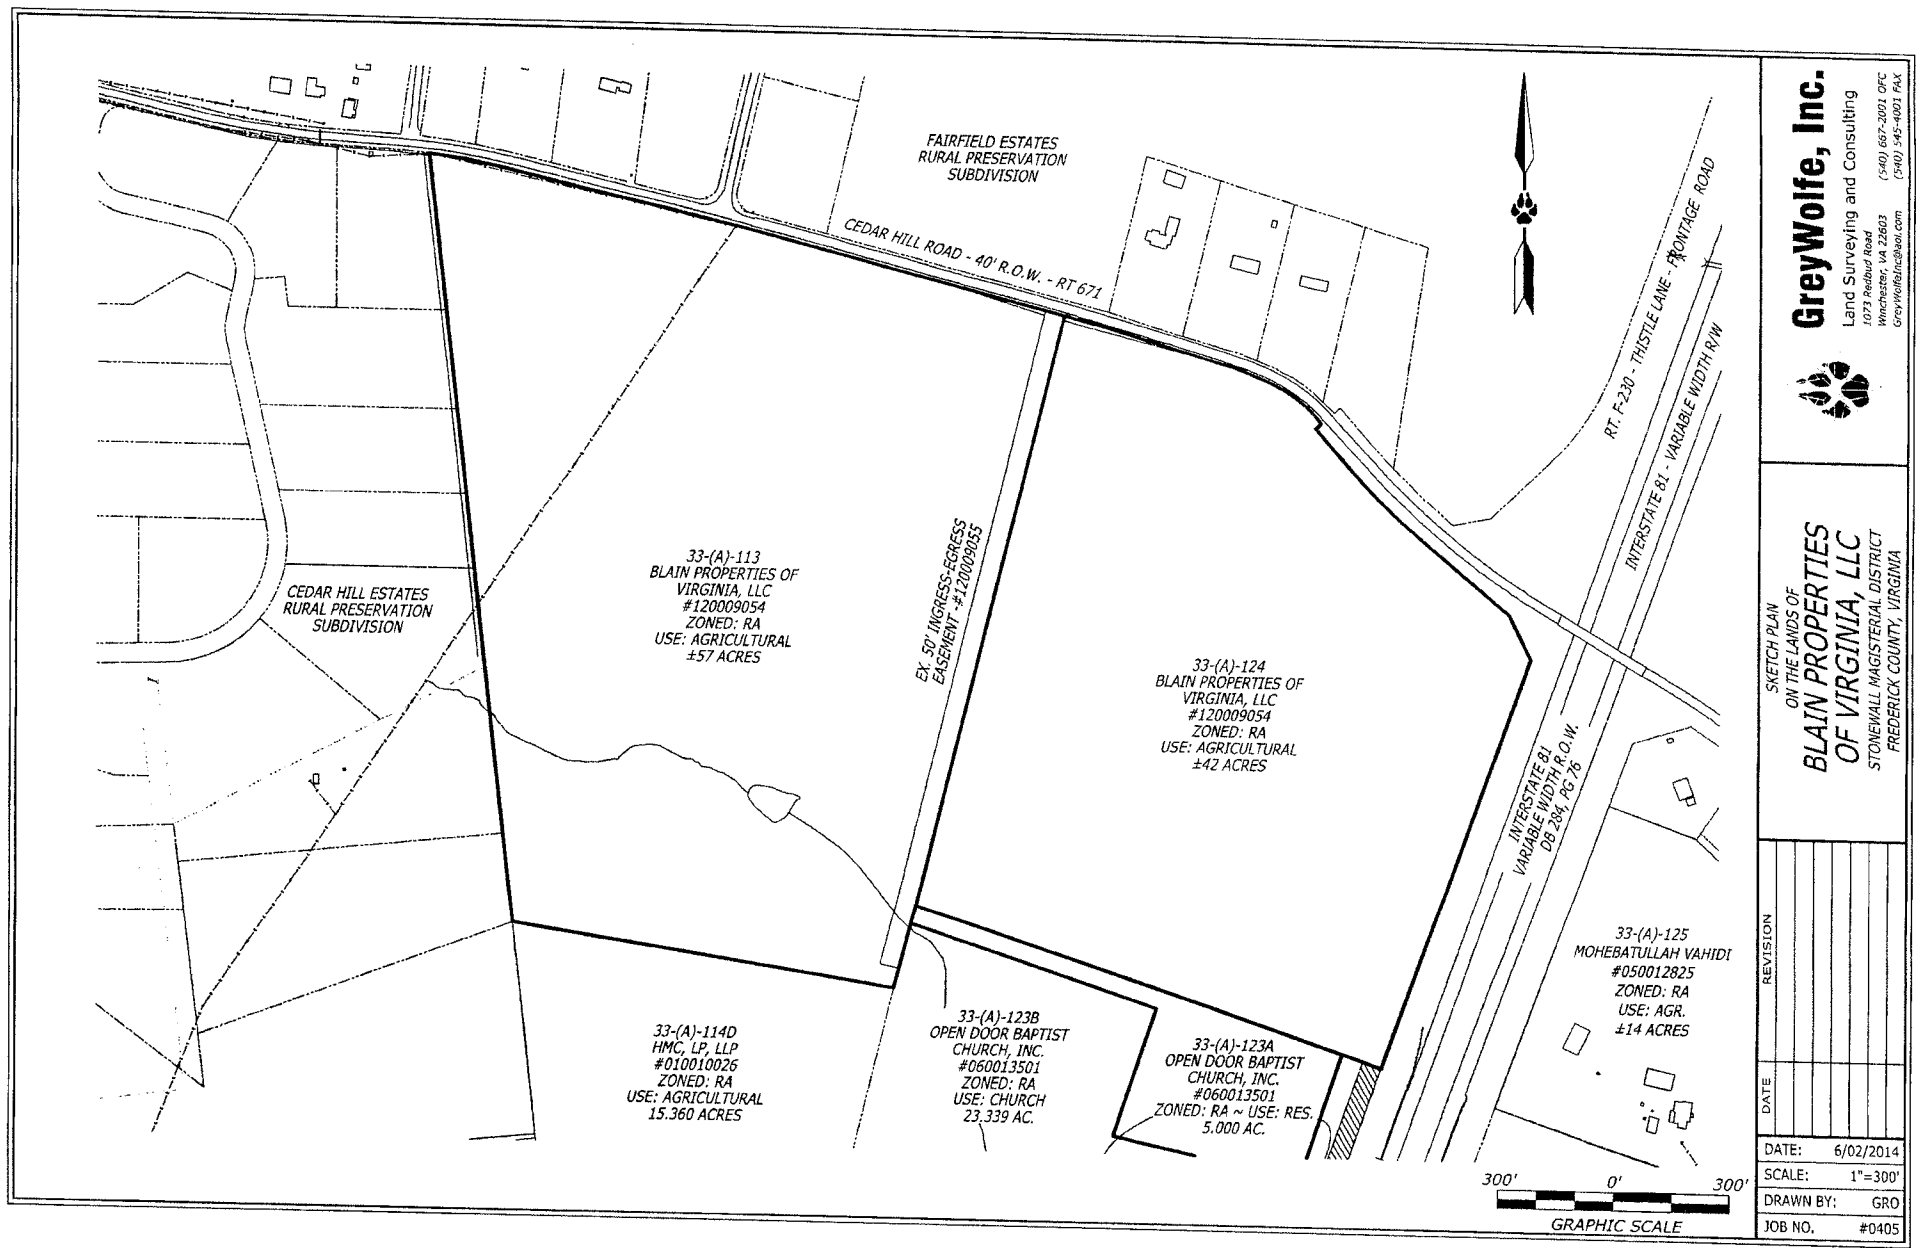 FAIRFIELD ESTATES
RURAL PRESERVATION
SUBDIVISION
CEDAR HILL ROAD - 40' R.O.W. - RT 671
RT. F-230 - THISTLE LANE - FRONTAGE ROAD
INTERSTATE 81 - VARIABLE WIDTH R/W
CEDAR HILL ESTATES
RURAL PRESERVATION
SUBDIVISION
33-(A)-113
BLAIN PROPERTIES OF
VIRGINIA, LLC
#120009054
ZONED: RA
USE: AGRICULTURAL
±57 ACRES
EX. 50' INGRESS-EGRESS
EASEMENT - #120009055
33-(A)-124
BLAIN PROPERTIES OF
VIRGINIA, LLC
#120009054
ZONED: RA
USE: AGRICULTURAL
±42 ACRES
INTERSTATE 81
VARIABLE WIDTH R.O.W.
DB 284, PG 76
33-(A)-125
MOHEBATULLAH VAHIDI
#050012825
ZONED: RA
USE: AGR.
±14 ACRES
33-(A)-114D
HMC, LP, LLP
#010010026
ZONED: RA
USE: AGRICULTURAL
15.360 ACRES
33-(A)-123B
OPEN DOOR BAPTIST
CHURCH, INC.
#060013501
ZONED: RA
USE: CHURCH
23.339 AC.
33-(A)-123A
OPEN DOOR BAPTIST
CHURCH, INC.
#060013501
ZONED: RA ~ USE: RES.
5.000 AC.
300' 0' 300'
GRAPHIC SCALE
GreyWolfe, Inc.
Land Surveying and Consulting
1073 Redbud Road
Winchester, VA 22603 (540) 667-2001 OFC
GreyWolfeInc@aol.com (540) 545-4001 FAX
SKETCH PLAN
ON THE LANDS OF
BLAIN PROPERTIES
OF VIRGINIA, LLC
STONEWALL MAGISTERIAL DISTRICT
FREDERICK COUNTY, VIRGINIA
DATE REVISION
DATE: 6/02/2014
SCALE: 1"=300'
DRAWN BY: GRO
JOB NO. #0405